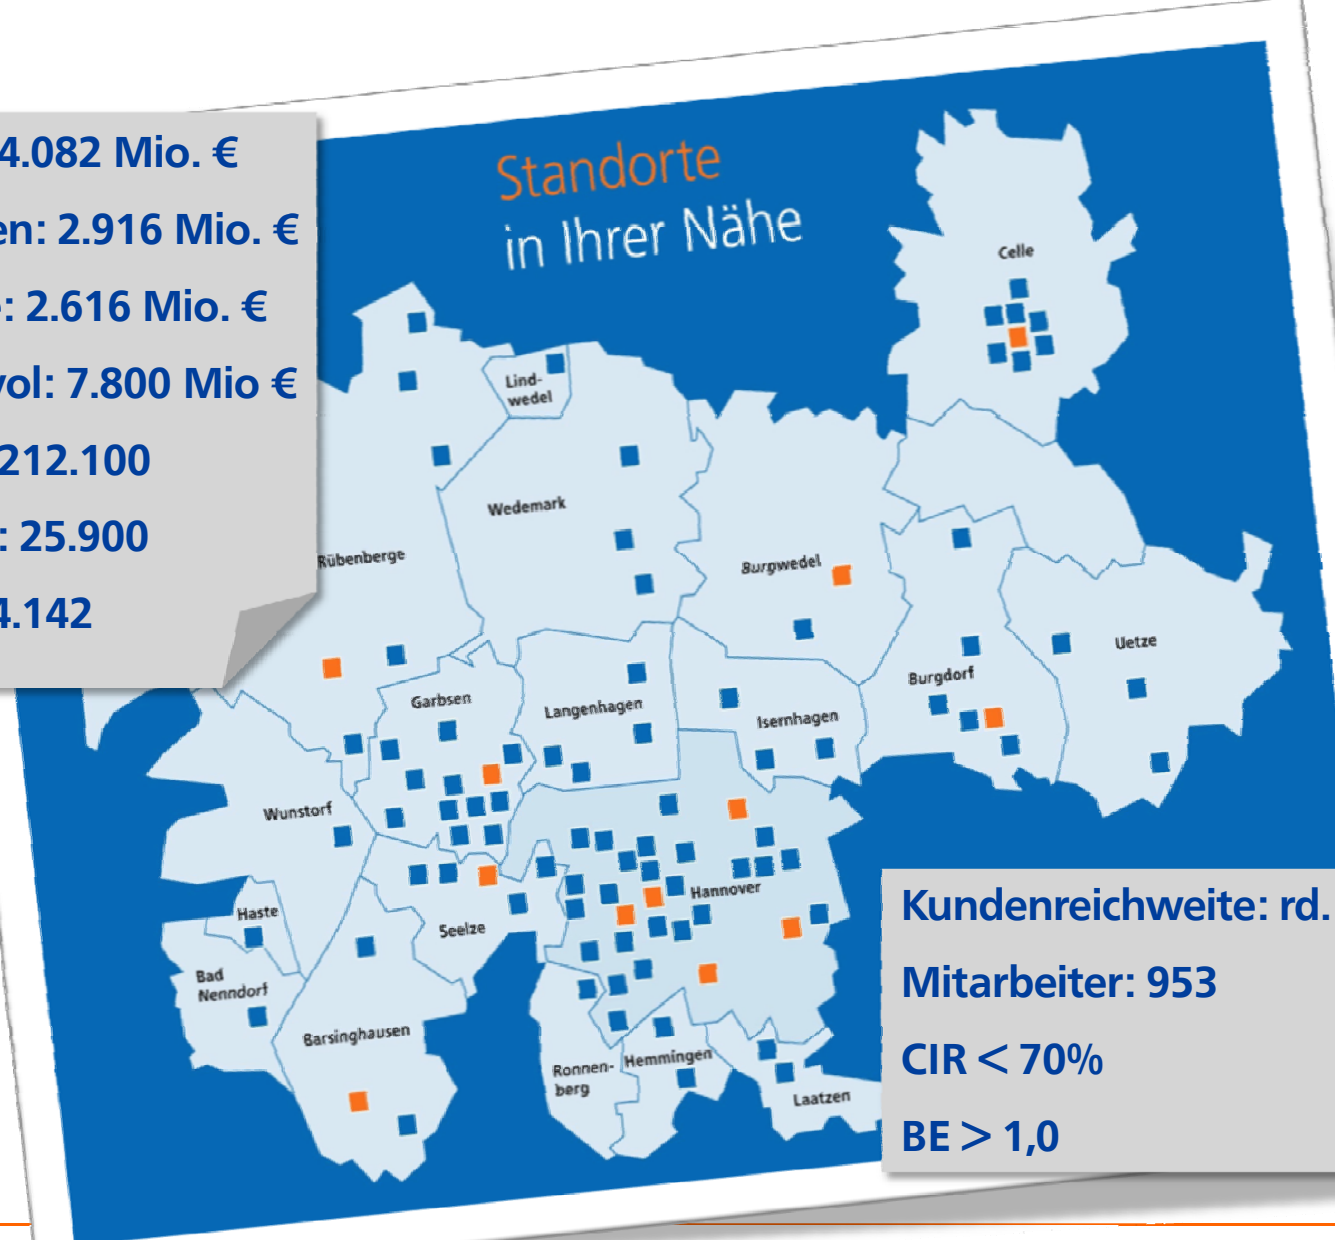 4.082 Mio. €
en: 2.916 Mio. €
: 2.616 Mio. €
vol: 7.800 Mio €
212.100
: 25.900
4.142
Standorte
in Ihrer Nähe
Celle
Lind-
wedel
Wedemark
Rübenberge
Burgwedel
Uetze
Burgdorf
Garbsen
Langenhagen
Isernhagen
Wunstorf
Hannover
Haste
Seelze
Bad
Nenndorf
Barsinghausen
Ronnen-
berg
Hemmingen
Laatzen
Kundenreichweite: rd.
Mitarbeiter: 953
CIR < 70%
BE > 1,0